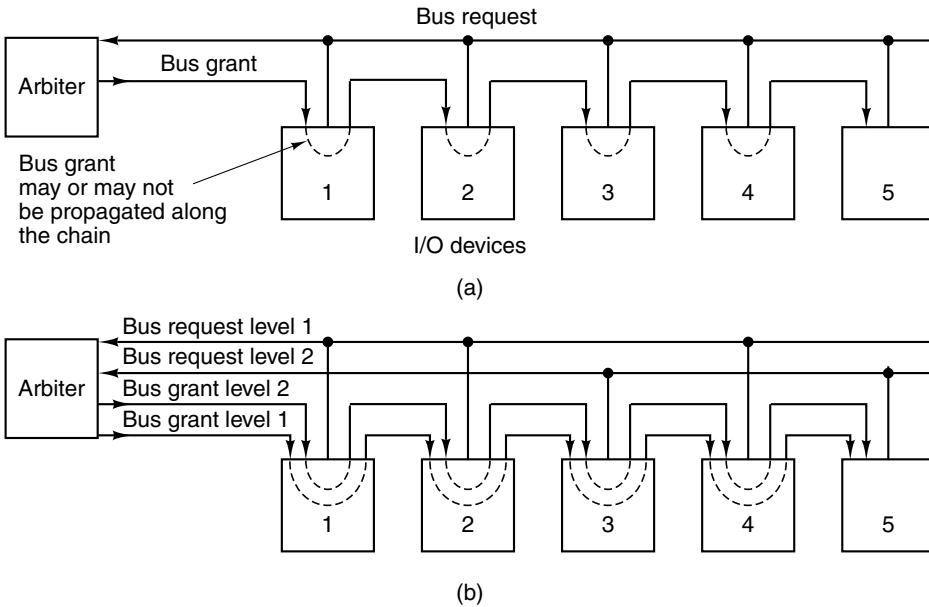 Bus request
Arbiter
Bus grant
Bus grant
may or may not
be propagated along
the chain
1
2
3
4
5
I/O devices
(a)
Bus request level 1
Bus request level 2
Arbiter
Bus grant level 2
Bus grant level 1
1
2
3
4
5
(b)